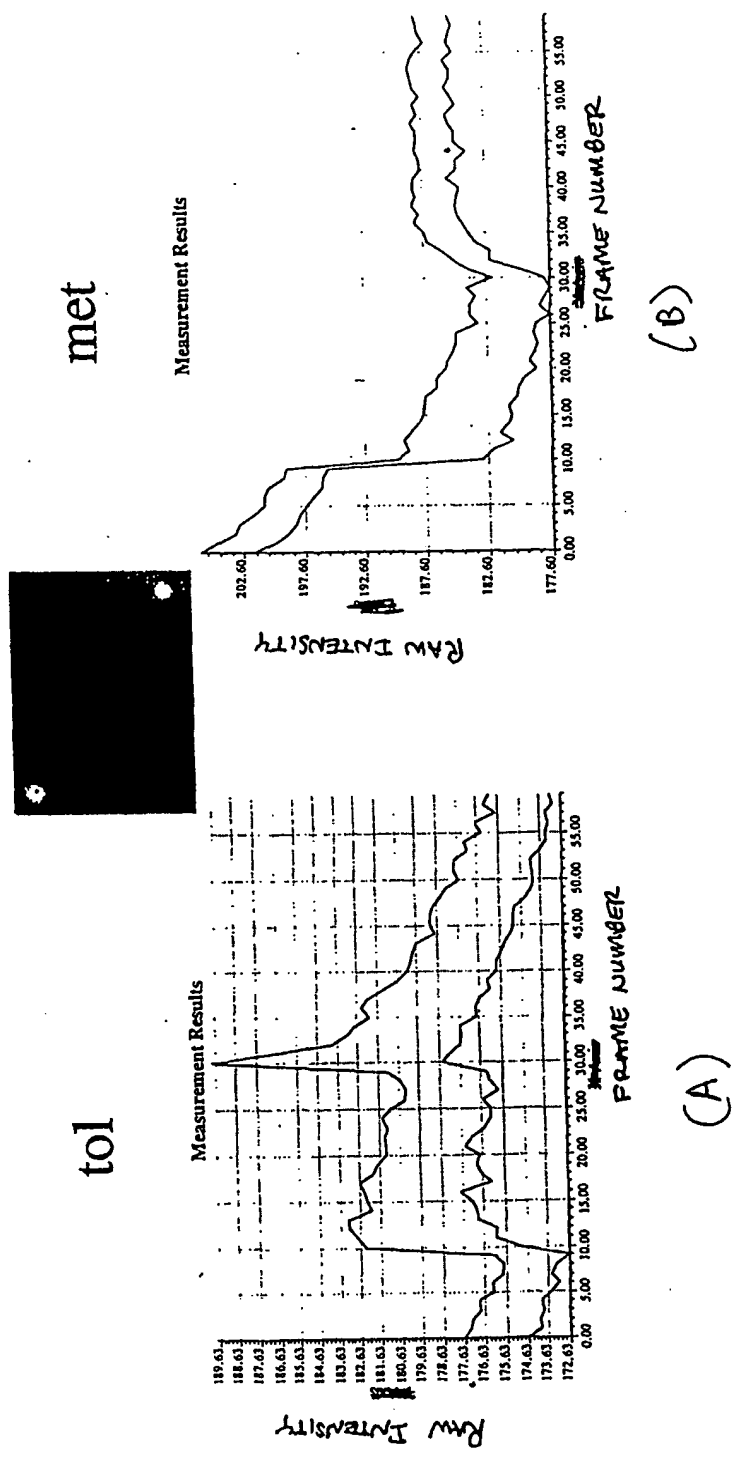 tol
Measurement Results
RAW INTENSITY
189.63
188.63
187.63
186.63
185.63
184.63
183.63
182.63
181.63
180.63
179.63
178.63
177.63
176.63
175.63
174.63
173.63
172.63
0.00 5.00 10.00 15.00 20.00 25.00 30.00 35.00 40.00 45.00 50.00 55.00
FRAME NUMBER
(A)
met
Measurement Results
RAW INTENSITY
202.60
197.60
192.60
187.60
182.60
177.60
0.00 5.00 10.00 15.00 20.00 25.00 30.00 35.00 40.00 45.00 50.00 55.00
FRAME NUMBER
(B)